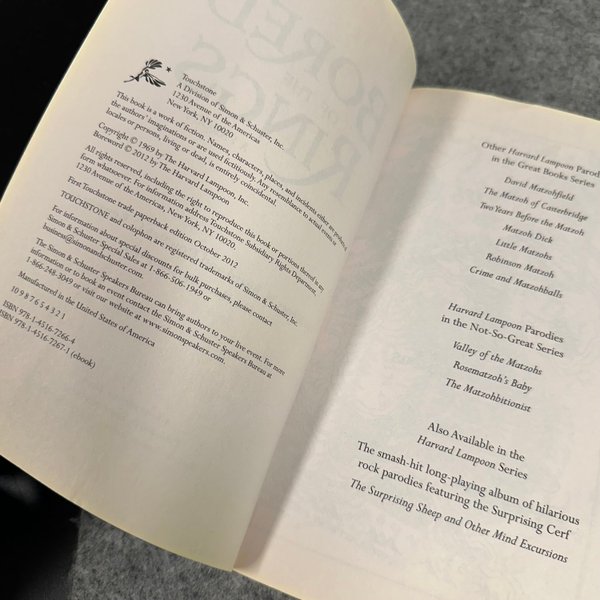 Touchstone
A Division of Simon & Schuster, Inc.
1230 Avenue of the Americas
New York, NY 10020
This book is a work of fiction. Names, characters, places, and incidents either are products of
the authors' imaginations or are used fictitiously. Any resemblance to actual events or
locales or persons, living or dead, is entirely coincidental.
Copyright © 1969 by The Harvard Lampoon, Inc.
Boreword © 2012 by The Harvard Lampoon
All rights reserved, including the right to reproduce this book or portions thereof in any
form whatsoever. For information address Touchstone Subsidiary Rights Department,
1230 Avenue of the Americas, New York, NY 10020.
First Touchstone trade paperback edition October 2012
TOUCHSTONE and colophon are registered trademarks of Simon & Schuster, Inc.
For information about special discounts for bulk purchases, please contact
Simon & Schuster Special Sales at 1-866-506-1949 or
business@simonandschuster.com.
The Simon & Schuster Speakers Bureau can bring authors to your live event. For more
information or to book an event contact the Simon & Schuster Speakers Bureau at
1-866-248-3049 or visit our website at www.simonspeakers.com.
Manufactured in the United States of America
10 9 8 7 6 5 4 3 2 1
ISBN 978-1-4516-7266-4
ISBN 978-1-4516-7267-1 (ebook)
BORED
RINGS
Other Harvard Lampoon Parodies
in the Great Books Series
David Matzohfield
The Matzoh of Casterbridge
Two Years Before the Matzoh
Matzoh Dick
Little Matzohs
Robinson Matzoh
Crime and Matzohballs
Harvard Lampoon Parodies
in the Not-So-Great Series
Valley of the Matzohs
Rosematzoh's Baby
The Matzohbitionist
Also Available in the
Harvard Lampoon Series
The smash-hit long-playing album of hilarious
rock parodies featuring the Surprising Cerf
The Surprising Sheep and Other Mind Excursions